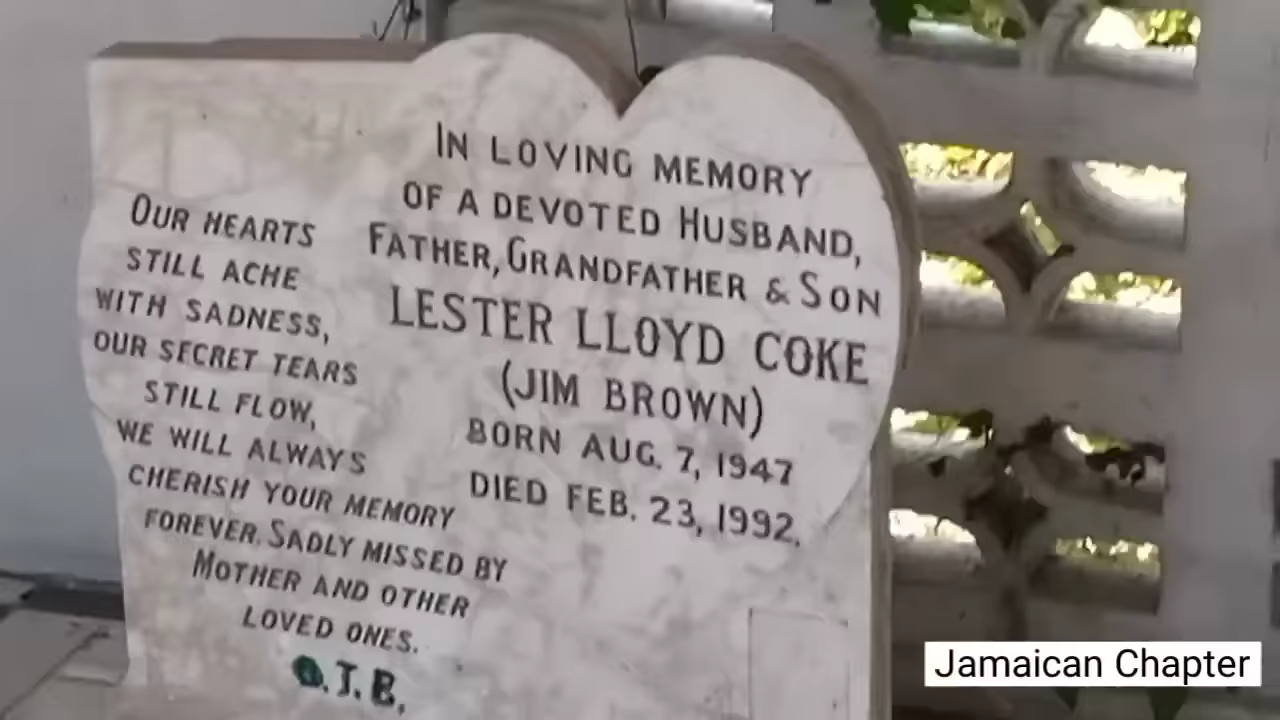 IN LOVING MEMORY
OF A DEVOTED HUSBAND,
FATHER, GRANDFATHER & SON
LESTER LLOYD COKE
(JIM BROWN)
BORN AUG. 7, 1947
DIED FEB. 23, 1992.
OUR HEARTS
STILL ACHE
WITH SADNESS,
OUR SECRET TEARS
STILL FLOW,
WE WILL ALWAYS
CHERISH YOUR MEMORY
FOREVER. SADLY MISSED BY
MOTHER AND OTHER
LOVED ONES.
Jamaican Chapter